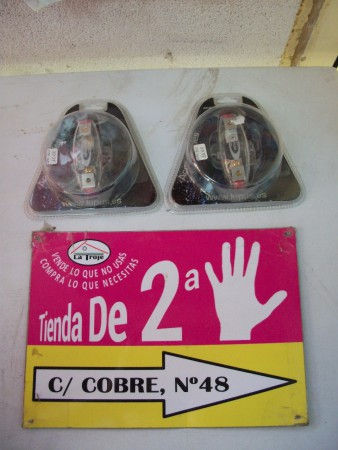 La Troje
VENDE LO QUE NO USAS
COMPRA LO QUE NECESITAS
Tienda De 2ª
C/ COBRE, Nº48